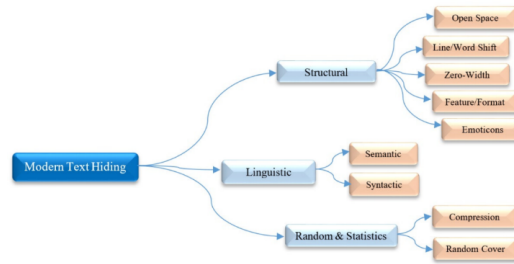 Modern Text Hiding
Structural
Open Space
Line/Word Shift
Zero-Width
Feature/Format
Emoticons
Linguistic
Semantic
Syntactic
Random & Statistics
Compression
Random Cover